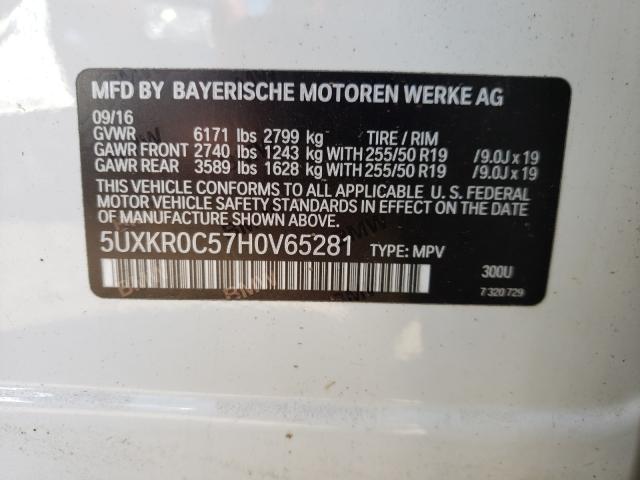 MFD BY BAYERISCHE MOTOREN WERKE AG
09/16
GVWR 6171 lbs 2799 kg TIRE / RIM
GAWR FRONT 2740 lbs 1243 kg WITH 255/50 R19 /9.0J x 19
GAWR REAR 3589 lbs 1628 kg WITH 255/50 R19 /9.0J x 19
THIS VEHICLE CONFORMS TO ALL APPLICABLE U. S. FEDERAL
MOTOR VEHICLE SAFETY STANDARDS IN EFFECT ON THE DATE
OF MANUFACTURE SHOWN ABOVE.
5UXKR0C57H0V65281 TYPE: MPV
300U
7 320 729